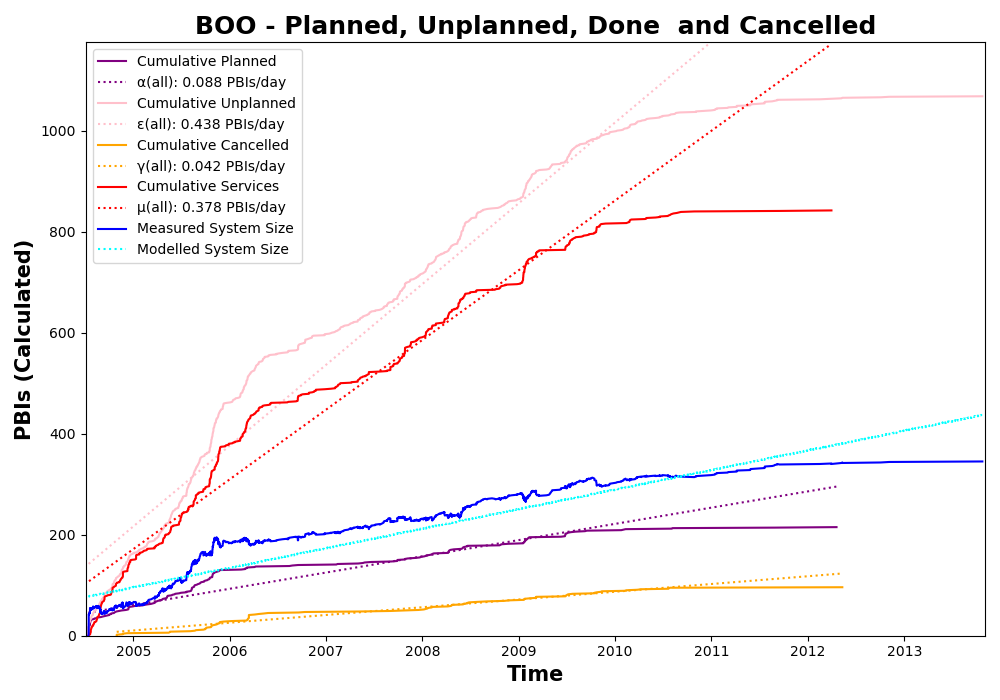 BOO - Planned, Unplanned, Done  and Cancelled
Cumulative Planned
α(all): 0.088 PBIs/day
Cumulative Unplanned
ε(all): 0.438 PBIs/day
Cumulative Cancelled
γ(all): 0.042 PBIs/day
Cumulative Services
μ(all): 0.378 PBIs/day
Measured System Size
Modelled System Size
PBIs (Calculated)
1000
800
600
400
200
0
2005 2006 2007 2008 2009 2010 2011 2012 2013
Time